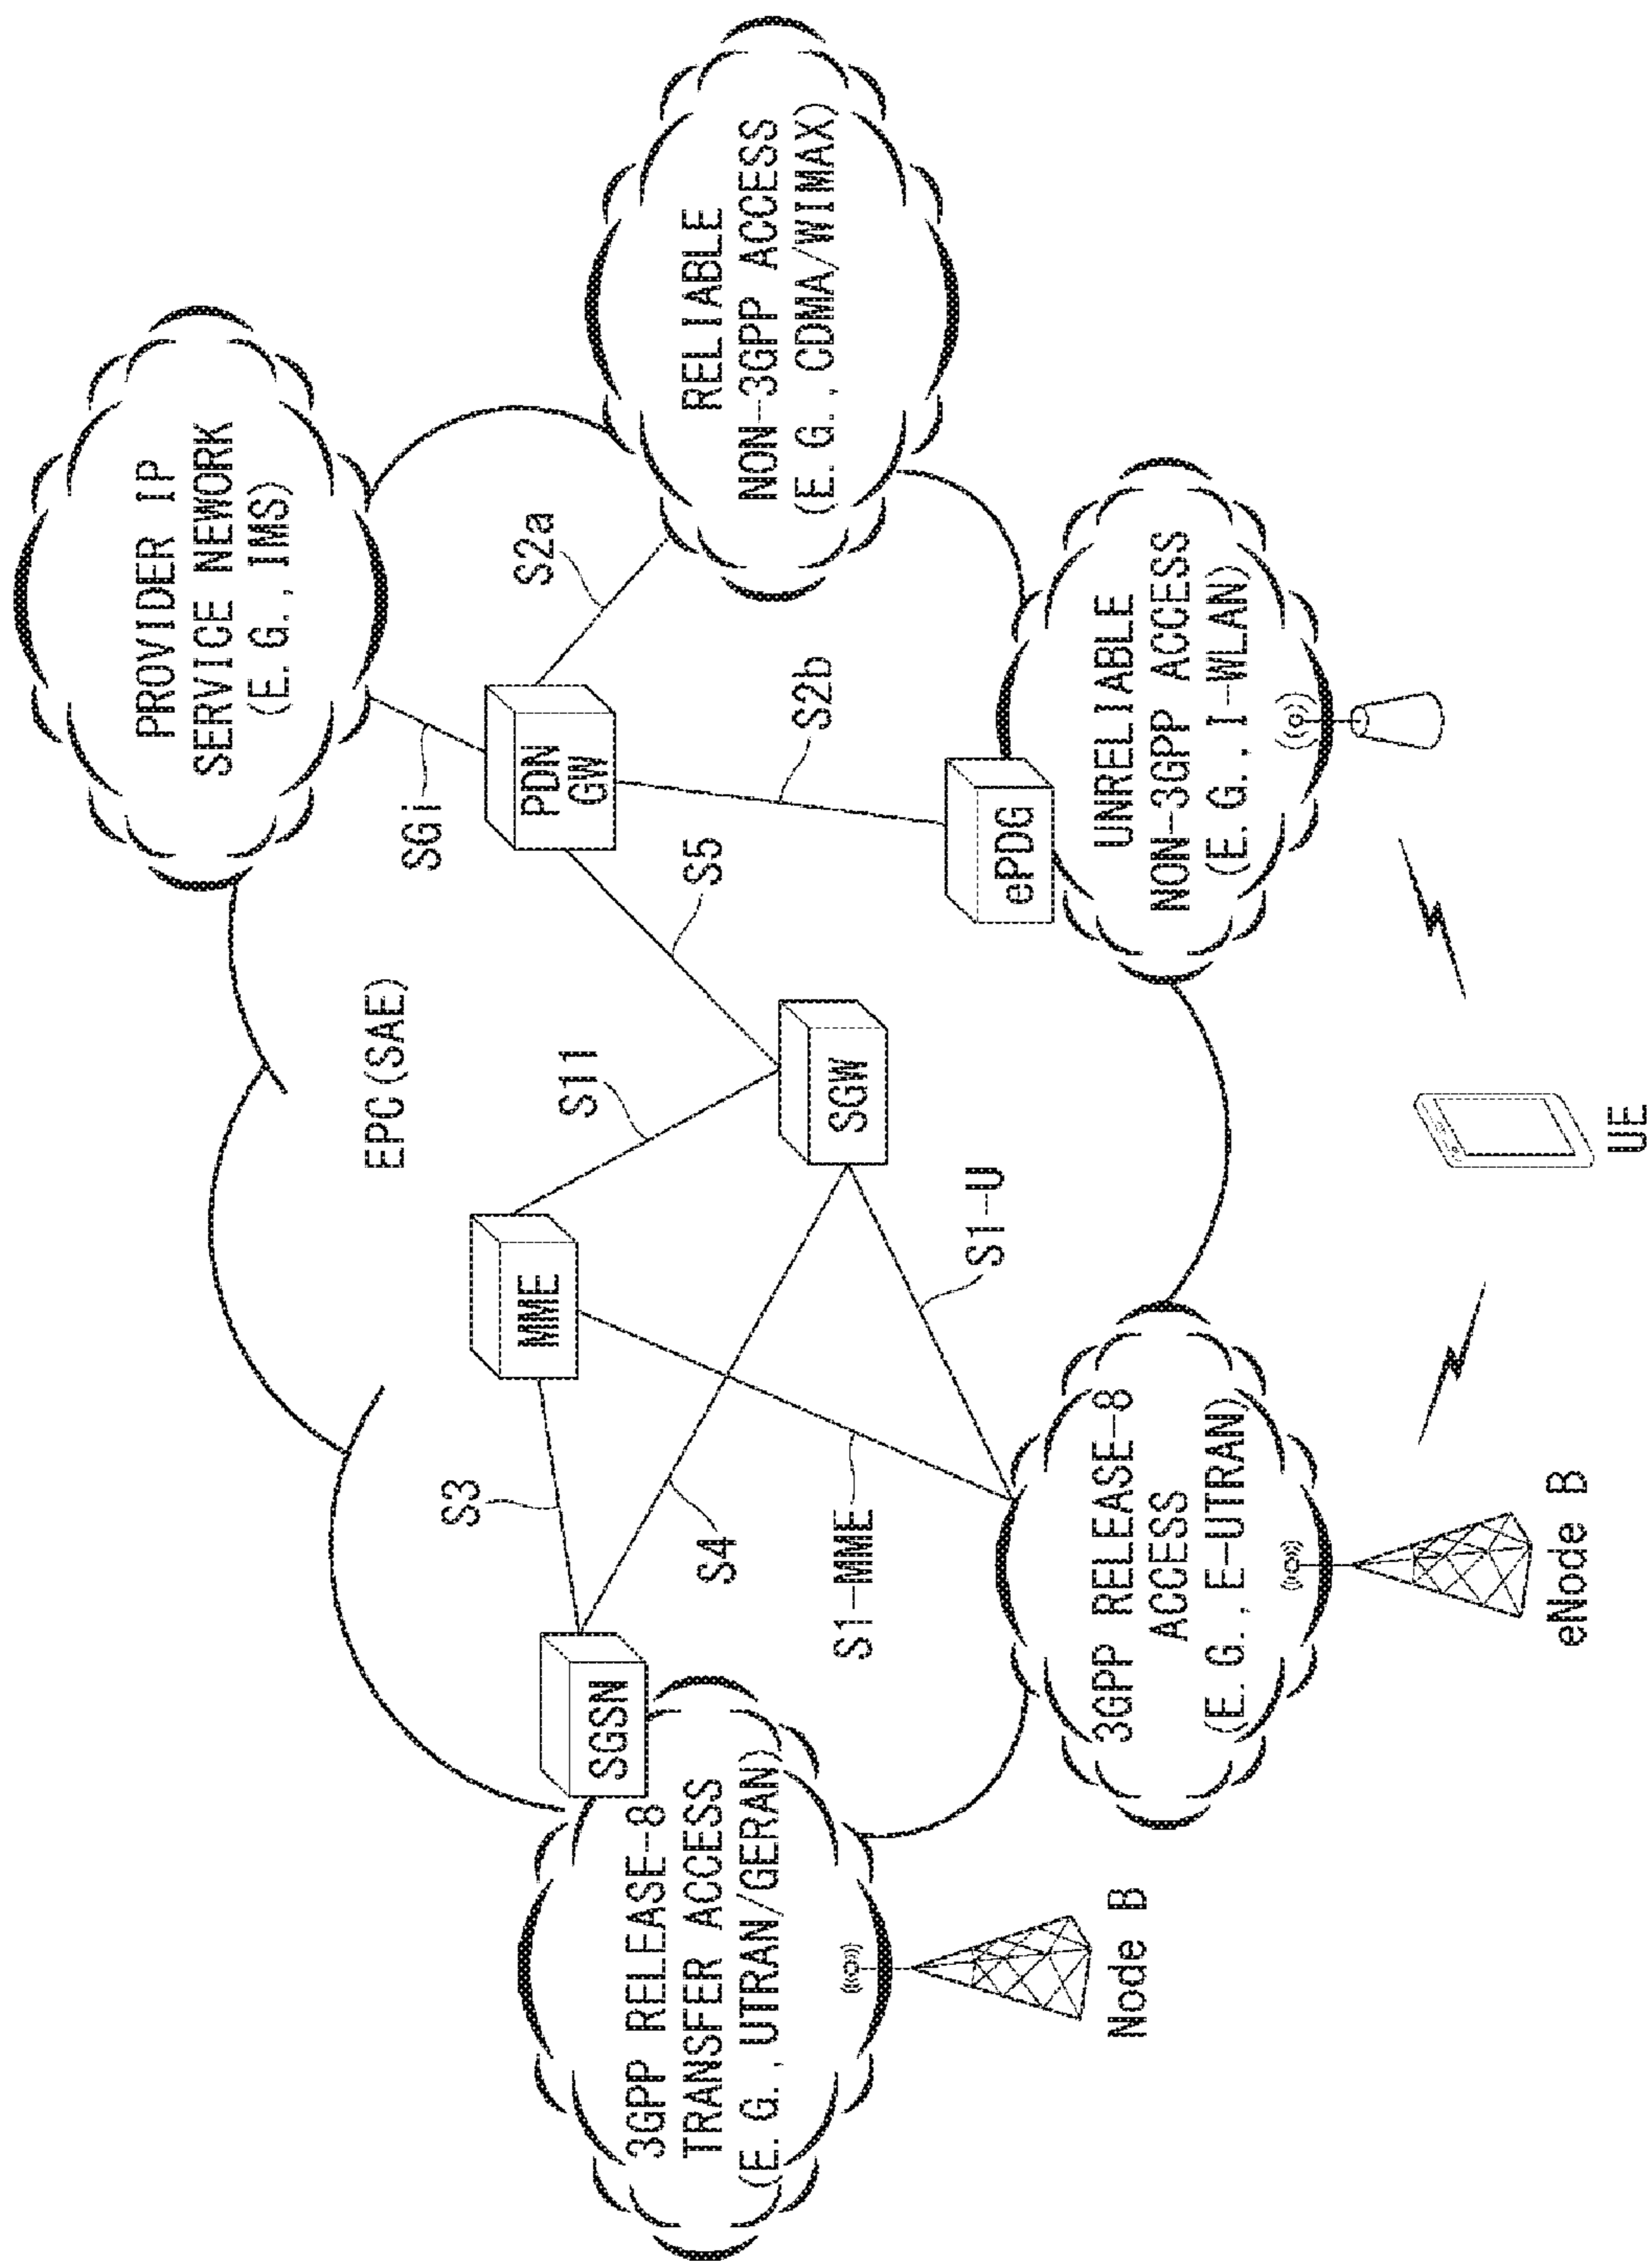 PROVIDER IP
SERVICE NEWORK
(E. G. , IMS)
EPC(SAE)
SGi
S2a
RELIABLE
NON-3GPP ACCESS
(E. G. , CDMA/WIMAX)
PDN
GW
S3
MME
S11
S5
S2b
SGSN
S4
SGW
S1-MME
S1-U
ePDG
3GPP RELEASE-8
TRANSFER ACCESS
(E. G. , UTRAN/GERAN)
3GPP RELEASE-8
ACCESS
(E. G. , E-UTRAN)
UNRELIABLE
NON-3GPP ACCESS
(E. G. , I-WLAN)
Node B
eNode B
UE